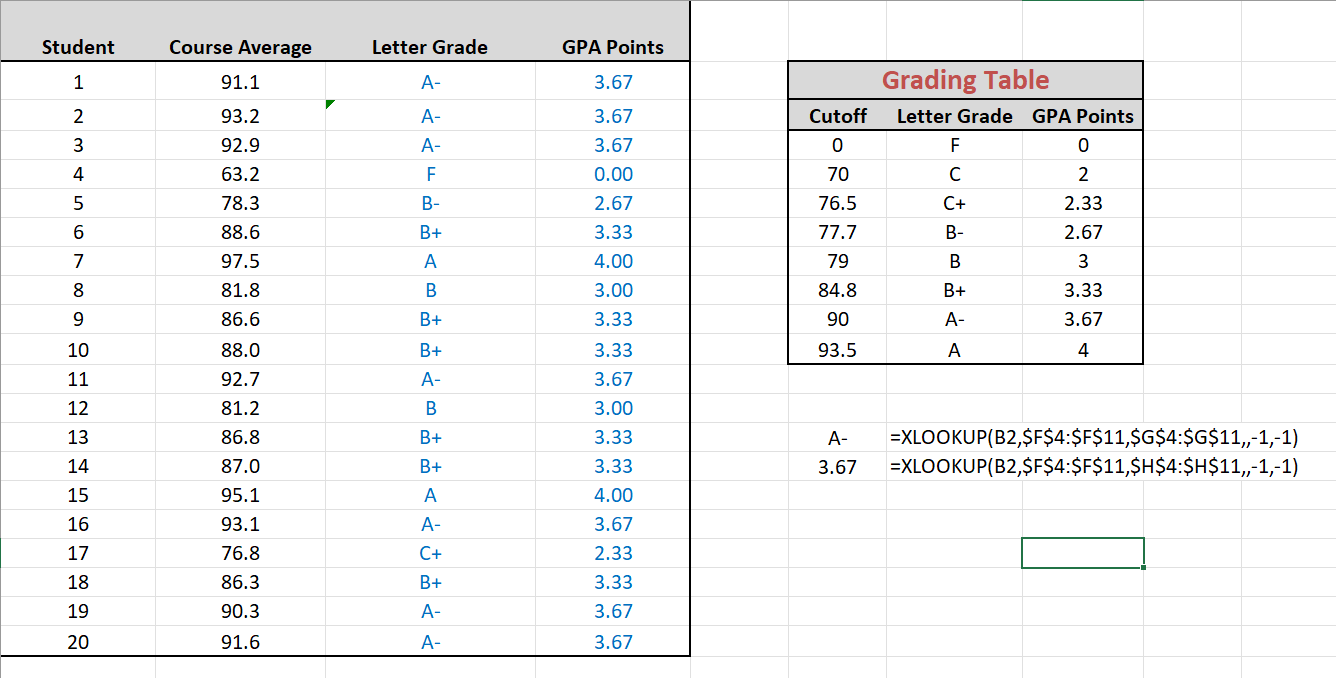 Student Course Average Letter Grade GPA Points
1 91.1 A- 3.67
Grading Table
2 93.2 A- 3.67 Cutoff Letter Grade GPA Points
3 92.9 A- 3.67 0 F 0
4 63.2 F 0.00 70 C 2
5 78.3 B- 2.67 76.5 C+ 2.33
6 88.6 B+ 3.33 77.7 B- 2.67
7 97.5 A 4.00 79 B 3
8 81.8 B 3.00 84.8 B+ 3.33
9 86.6 B+ 3.33 90 A- 3.67
10 88.0 B+ 3.33 93.5 A 4
11 92.7 A- 3.67
12 81.2 B 3.00
13 86.8 B+ 3.33 A- =XLOOKUP(B2,$F$4:$F$11,$G$4:$G$11,,-1,-1)
14 87.0 B+ 3.33 3.67 =XLOOKUP(B2,$F$4:$F$11,$H$4:$H$11,,-1,-1)
15 95.1 A 4.00
16 93.1 A- 3.67
17 76.8 C+ 2.33
18 86.3 B+ 3.33
19 90.3 A- 3.67
20 91.6 A- 3.67